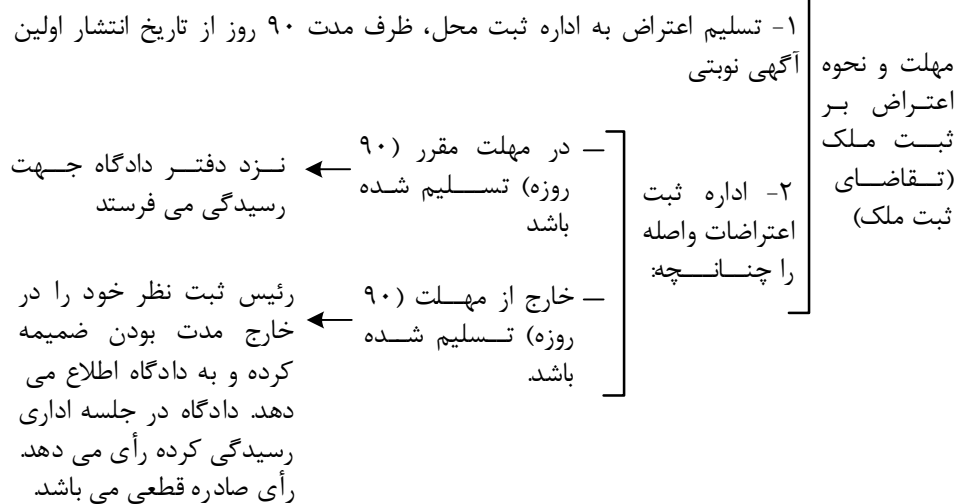 مهلت و نحوه
اعتراض بر
ثبت ملک
(تقاضای
ثبت ملک)
۱- تسلیم اعتراض به اداره ثبت محل، ظرف مدت ۹۰ روز از تاریخ انتشار اولین
آگهی نوبتی
۲- اداره ثبت
اعتراضات واصله
را چنانچه:
– در مهلت مقرر (۹۰
روزه) تسلیم شده
باشد
نزد دفتر دادگاه جهت
رسیدگی می فرستد
– خارج از مهلت (۹۰
روزه) تسلیم شده
باشد.
رئیس ثبت نظر خود را در
خارج مدت بودن ضمیمه
کرده و به دادگاه اطلاع می
دهد. دادگاه در جلسه اداری
رسیدگی کرده رأی می دهد.
رأی صادره قطعی می باشد.